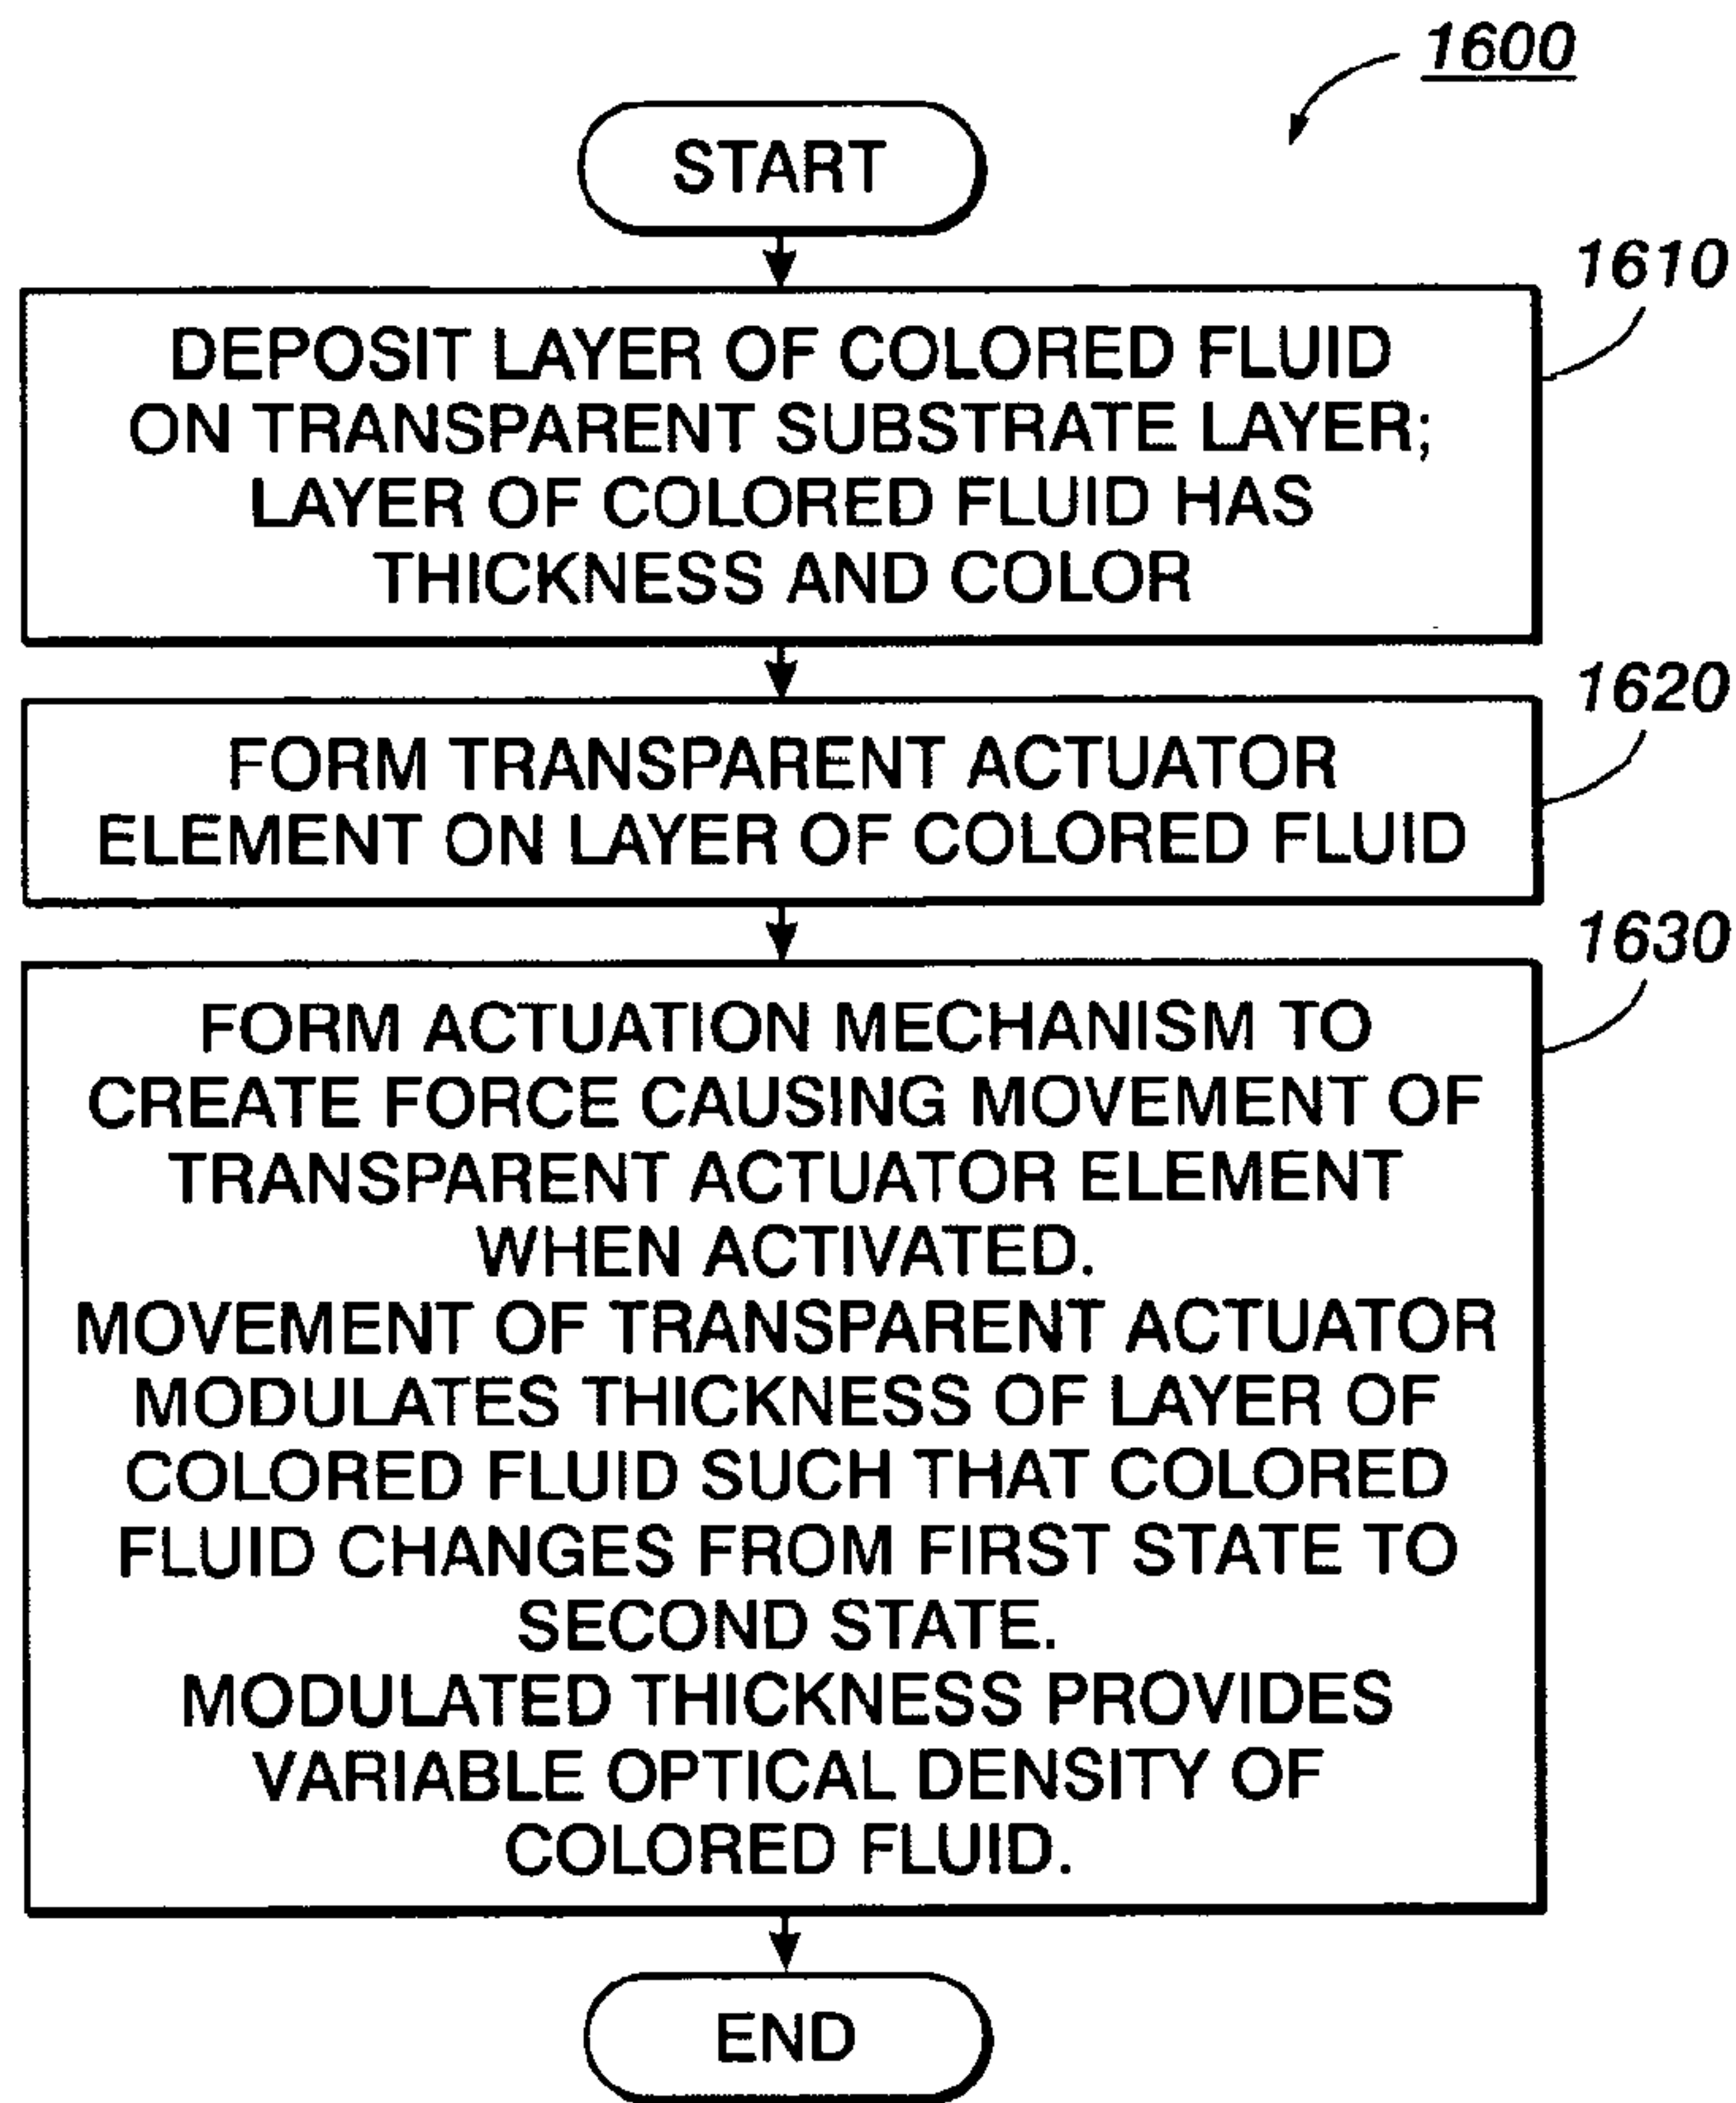 1600
START
1610
DEPOSIT LAYER OF COLORED FLUID
ON TRANSPARENT SUBSTRATE LAYER;
LAYER OF COLORED FLUID HAS
THICKNESS AND COLOR
1620
FORM TRANSPARENT ACTUATOR
ELEMENT ON LAYER OF COLORED FLUID
1630
FORM ACTUATION MECHANISM TO
CREATE FORCE CAUSING MOVEMENT OF
TRANSPARENT ACTUATOR ELEMENT
WHEN ACTIVATED.
MOVEMENT OF TRANSPARENT ACTUATOR
MODULATES THICKNESS OF LAYER OF
COLORED FLUID SUCH THAT COLORED
FLUID CHANGES FROM FIRST STATE TO
SECOND STATE.
MODULATED THICKNESS PROVIDES
VARIABLE OPTICAL DENSITY OF
COLORED FLUID.
END